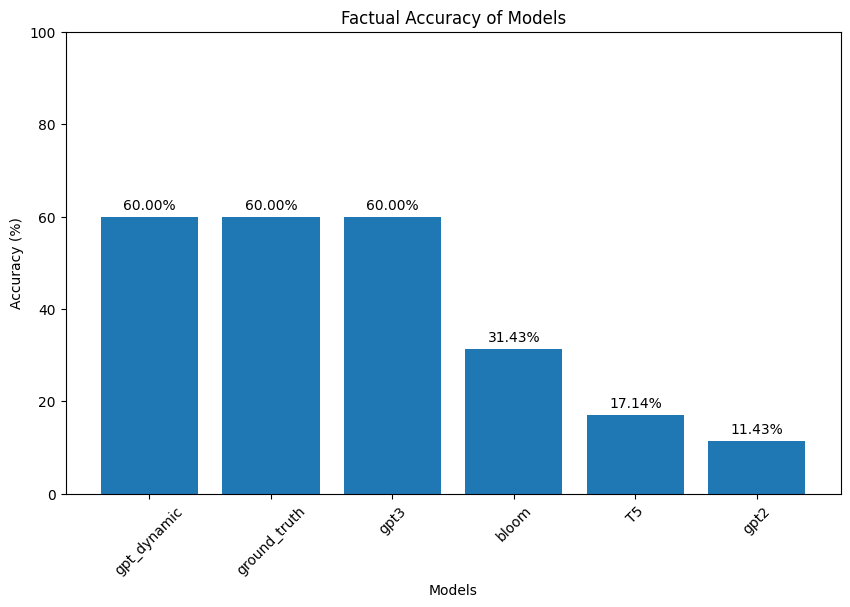 Factual Accuracy of Models
100
80
60
40
20
0
Accuracy (%)
60.00%
60.00%
60.00%
31.43%
17.14%
11.43%
gpt_dynamic
ground_truth
gpt3
bloom
T5
gpt2
Models